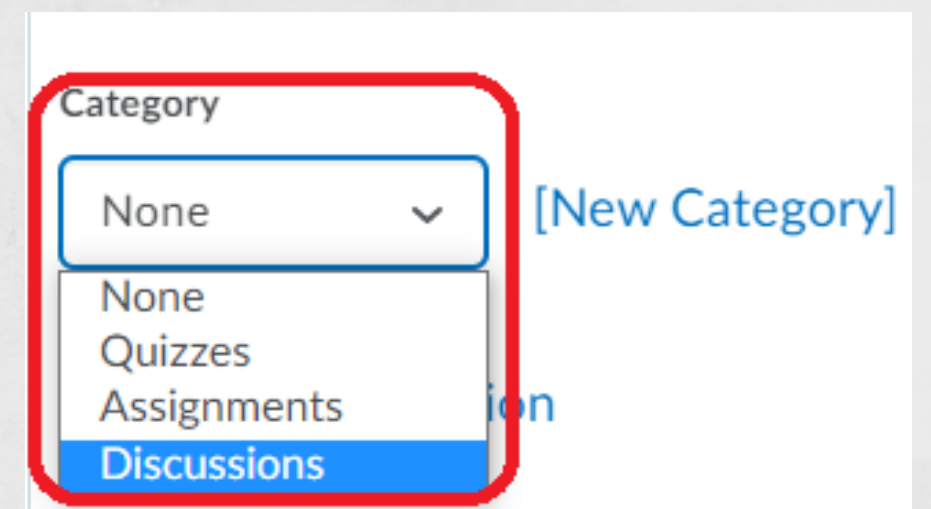 Category
None [New Category]
None
Quizzes
Assignments
Discussions